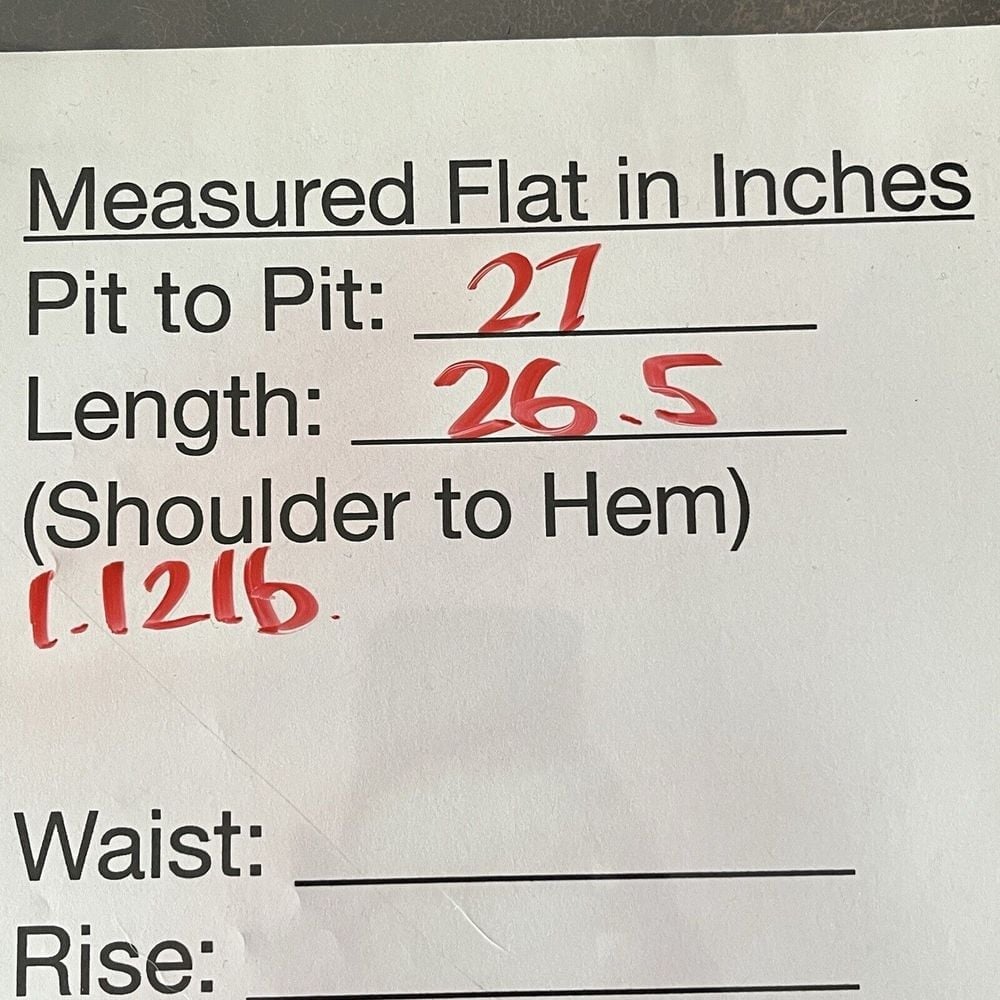 Measured Flat in Inches
Pit to Pit: 27
Length: 26.5
(Shoulder to Hem)
1.12lb.
Waist:
Rise: